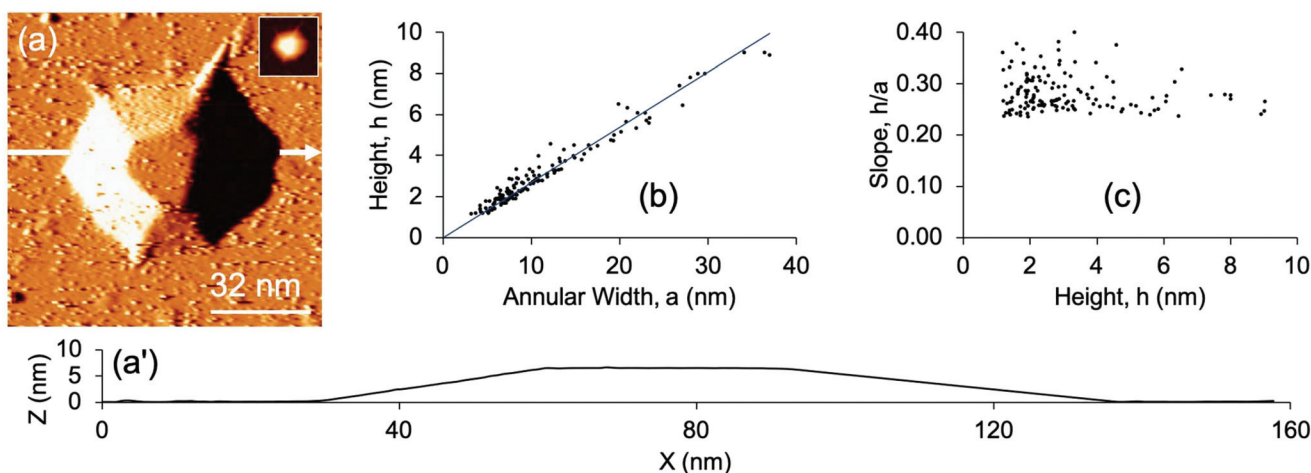 (a)
32 nm
Height, h (nm)
10
8
6
4
2
0
(b)
0 10 20 30 40
Annular Width, a (nm)
Slope, h/a
0.40
0.30
0.20
0.10
0.00
(c)
0 2 4 6 8 10
Height, h (nm)
(a')
Z (nm)
10
5
0
0 40 80 120 160
X (nm)